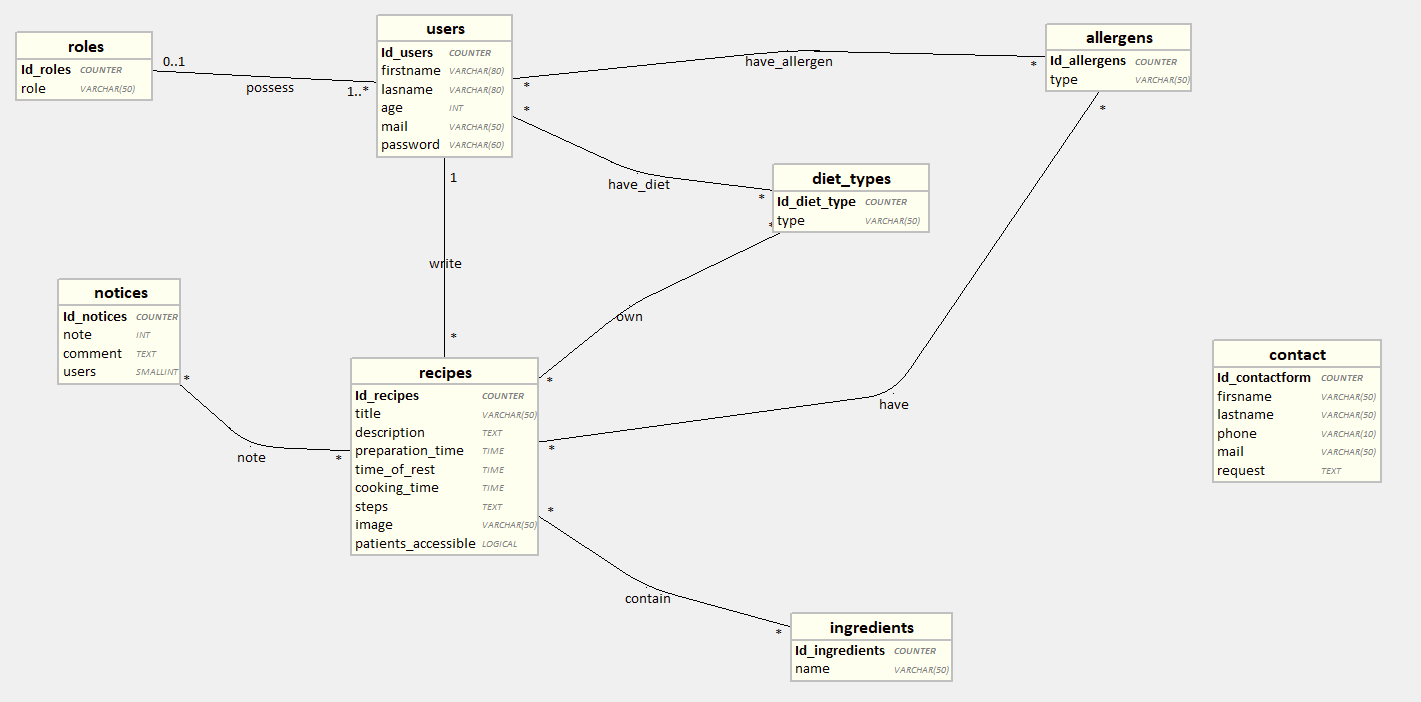 roles
Id_roles COUNTER
role VARCHAR(50)
0..1
possess
1..*
users
Id_users COUNTER
firstname VARCHAR(80)
lasname VARCHAR(80)
age INT
mail VARCHAR(50)
password VARCHAR(60)
*
have_allergen
*
allergens
Id_allergens COUNTER
type VARCHAR(50)
*
*
have_diet
*
diet_types
Id_diet_type COUNTER
type VARCHAR(50)
*
1
write
*
own
*
notices
Id_notices COUNTER
note INT
comment TEXT
users SMALLINT
*
note
*
recipes
Id_recipes COUNTER
title VARCHAR(50)
description TEXT
preparation_time TIME
time_of_rest TIME
cooking_time TIME
steps TEXT
image VARCHAR(50)
patients_accessible LOGICAL
have
*
*
contain
*
ingredients
Id_ingredients COUNTER
name VARCHAR(50)
contact
Id_contactform COUNTER
firsname VARCHAR(50)
lastname VARCHAR(50)
phone VARCHAR(10)
mail VARCHAR(50)
request TEXT